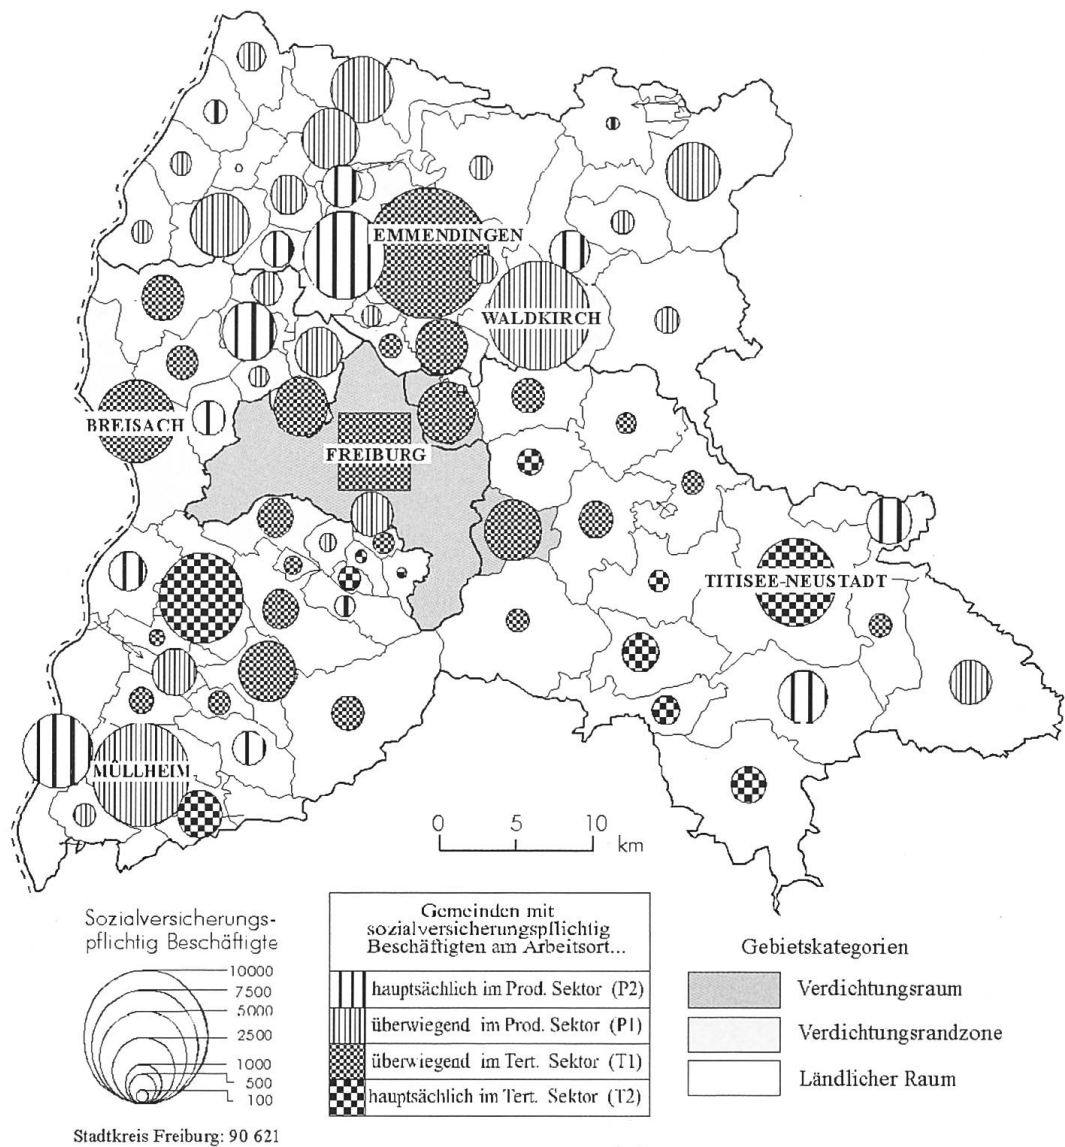 EMMENDINGEN
WALDKIRCH
BREISACH
FREIBURG
TITISEE-NEUSTADT
MÜLLHEIM
0 5 10
km
Sozialversicherungs-
pflichtig Beschäftigte
10000
7500
5000
2500
1000
500
100
Stadtkreis Freiburg: 90 621
Gemeinden mit
sozialversicherungspflichtig
Beschäftigten am Arbeitsort...
hauptsächlich im Prod. Sektor (P2)
überwiegend im Prod. Sektor (P1)
überwiegend im Tert. Sektor (T1)
hauptsächlich im Tert. Sektor (T2)
Gebietskategorien
Verdichtungsraum
Verdichtungsrandzone
Ländlicher Raum